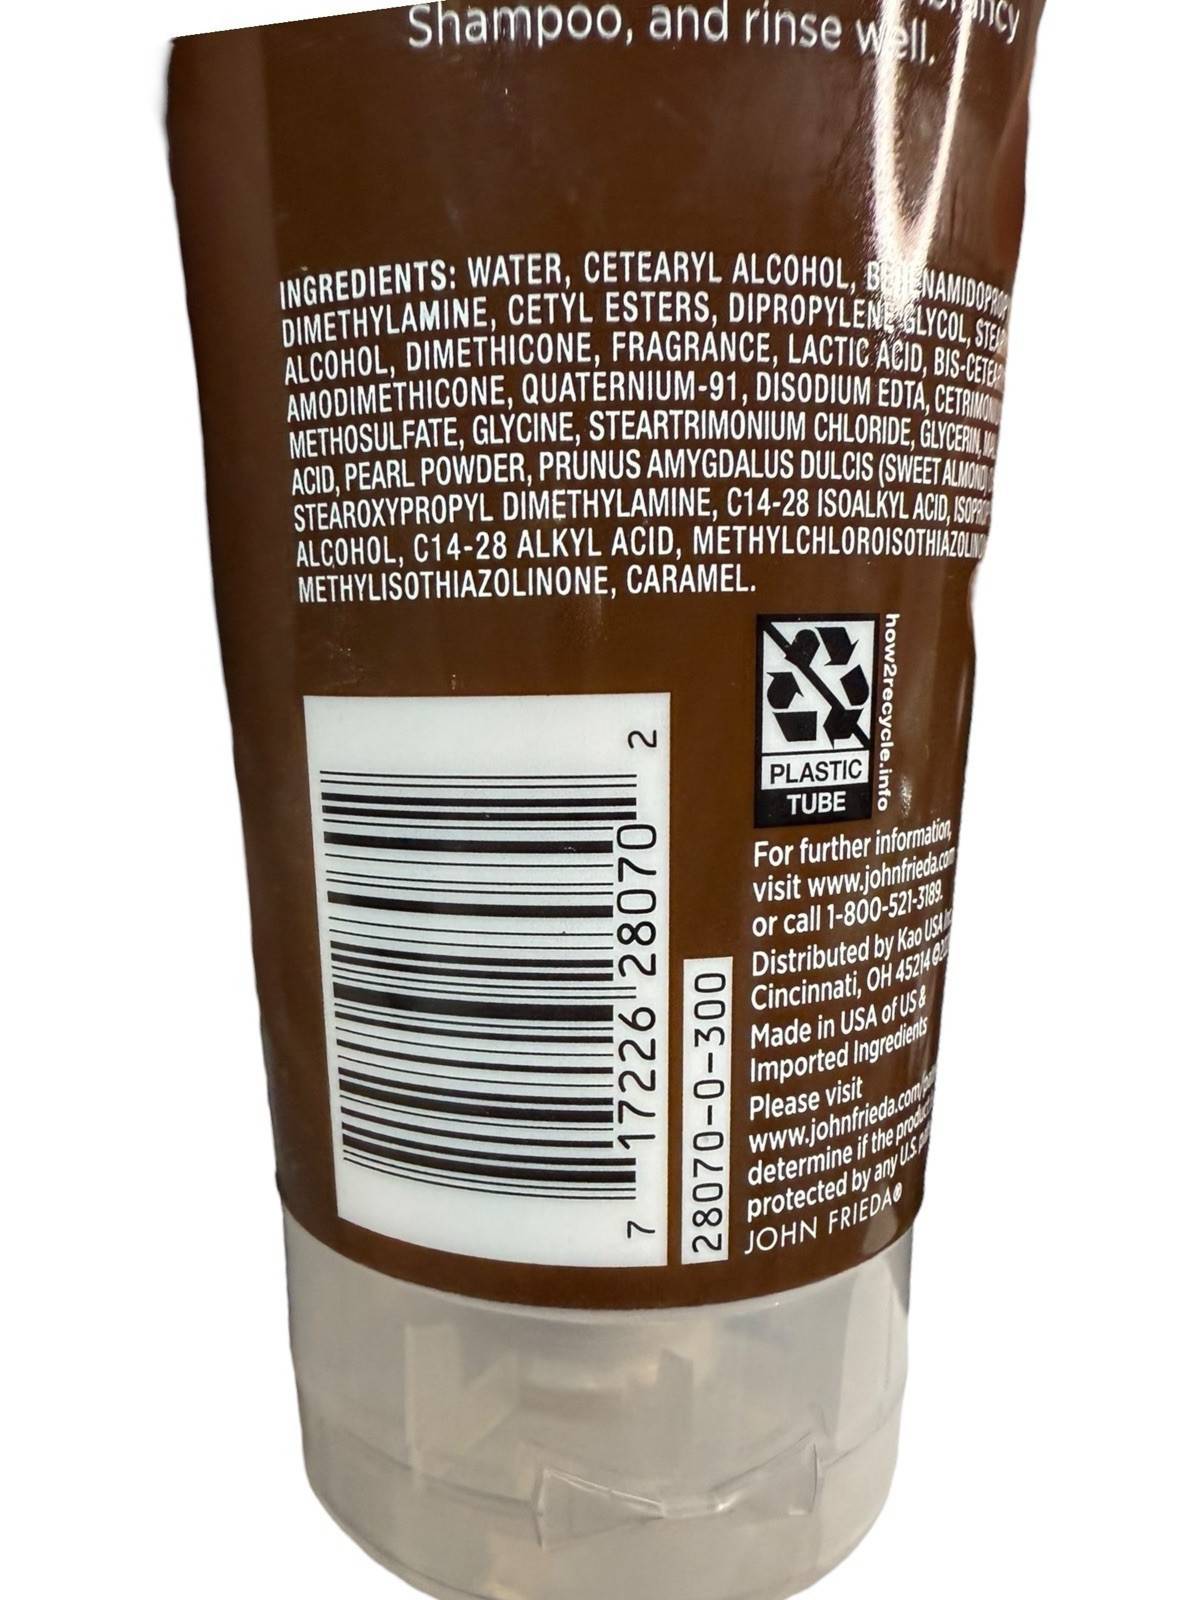 Shampoo, and rinse well.
INGREDIENTS: WATER, CETEARYL ALCOHOL,
DIMETHYLAMINE, CETYL ESTERS, DIPROPYLENE GLYCOL,
ALCOHOL, DIMETHICONE, FRAGRANCE, LACTIC ACID,
AMODIMETHICONE, QUATERNIUM-91, DISODIUM EDTA,
METHOSULFATE, GLYCINE, STEARTRIMONIUM CHLORIDE, GLYCERIN,
ACID, PEARL POWDER, PRUNUS AMYGDALUS DULCIS (SWEET ALMOND)
STEAROXYPROPYL DIMETHYLAMINE, C14-28 ISOALKYL ACID,
ALCOHOL, C14-28 ALKYL ACID,
METHYLISOTHIAZOLINONE, CARAMEL.
how2recycle.info
PLASTIC
TUBE
7 17226 28070 2
28070-0-300
For further information,
visit www.johnfrieda.com
or call 1-800-521-3189.
Distributed by Kao USA
Cincinnati, OH 45214
Made in USA of US &
Imported Ingredients
Please visit
determine if the product
protected by any U.S.
JOHN FRIEDA®